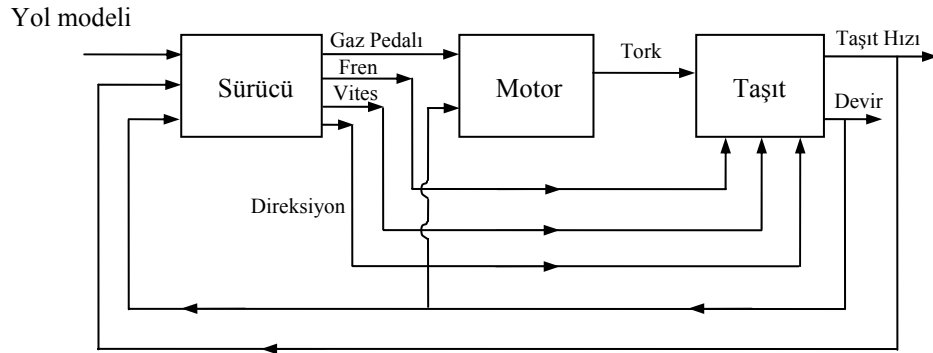 Yol modeli
Gaz Pedalı
Fren
Vites
Sürücü
Motor
Tork
Taşıt
Taşıt Hızı
Devir
Direksiyon